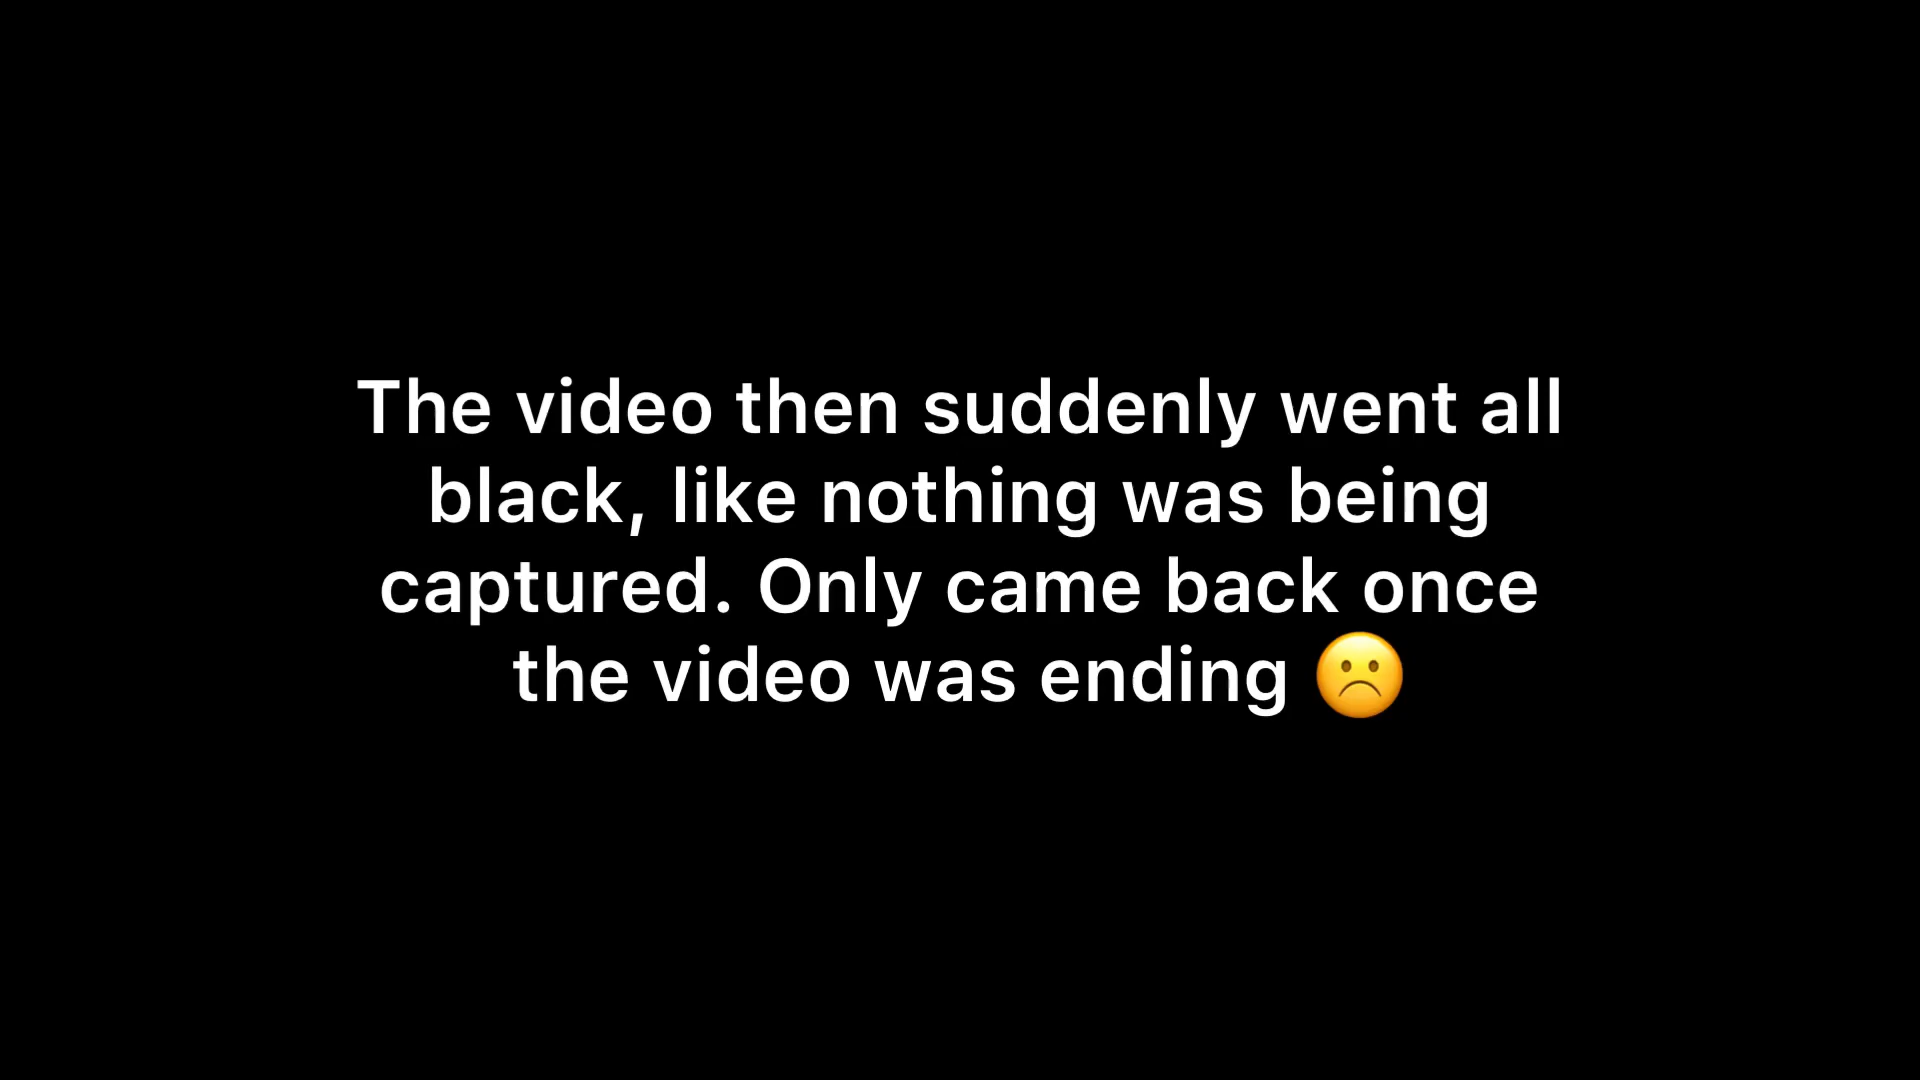 The video then suddenly went all
black, like nothing was being
captured. Only came back once
the video was ending ☹️